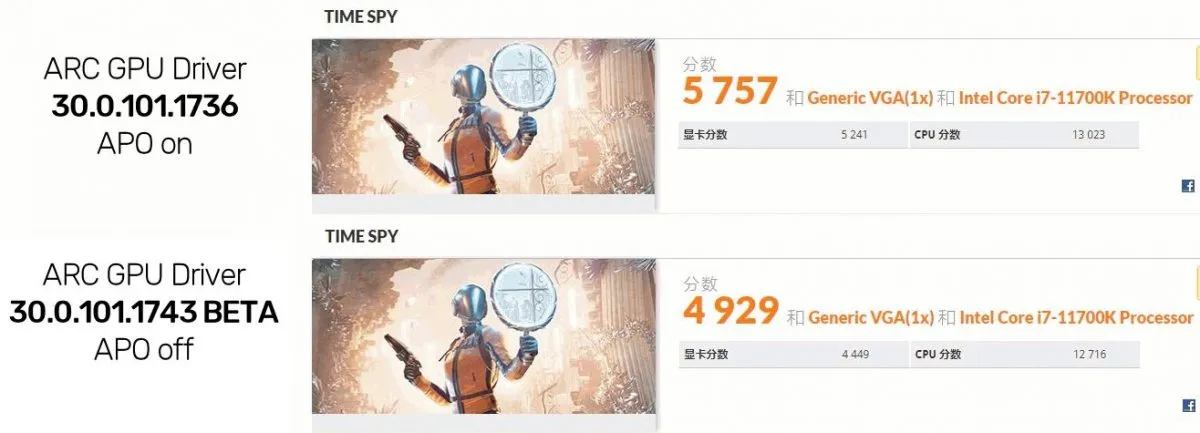 ARC GPU Driver
30.0.101.1736
APO on
TIME SPY
分数
5 757 和 Generic VGA(1x) 和 Intel Core i7-11700K Processor
显卡分数 5 241 CPU 分数 13 023
f
ARC GPU Driver
30.0.101.1743 BETA
APO off
TIME SPY
分数
4 929 和 Generic VGA(1x) 和 Intel Core i7-11700K Processor
显卡分数 4 449 CPU 分数 12 716
f